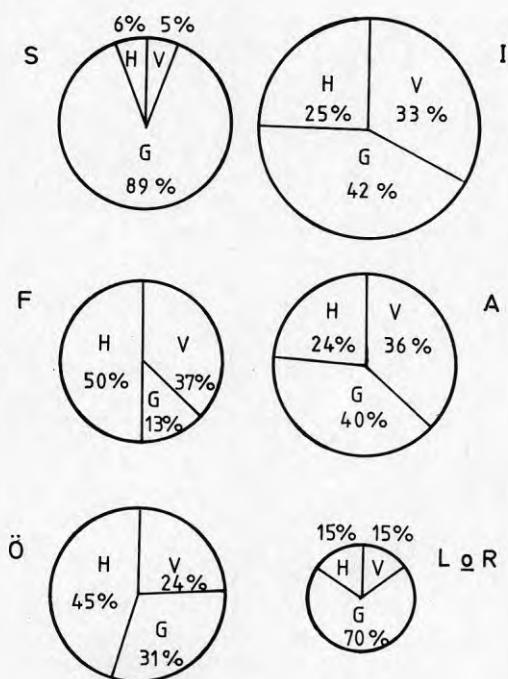 6% 5%
S H V
G
89 %
I
H V
25% 33%
G
42 %
F
H V
50% 37%
G
13%
A
H V
24% 36%
G
40%
Ö
H V
45% 24%
G
31%
15% 15%
L o R
H V
G
70%